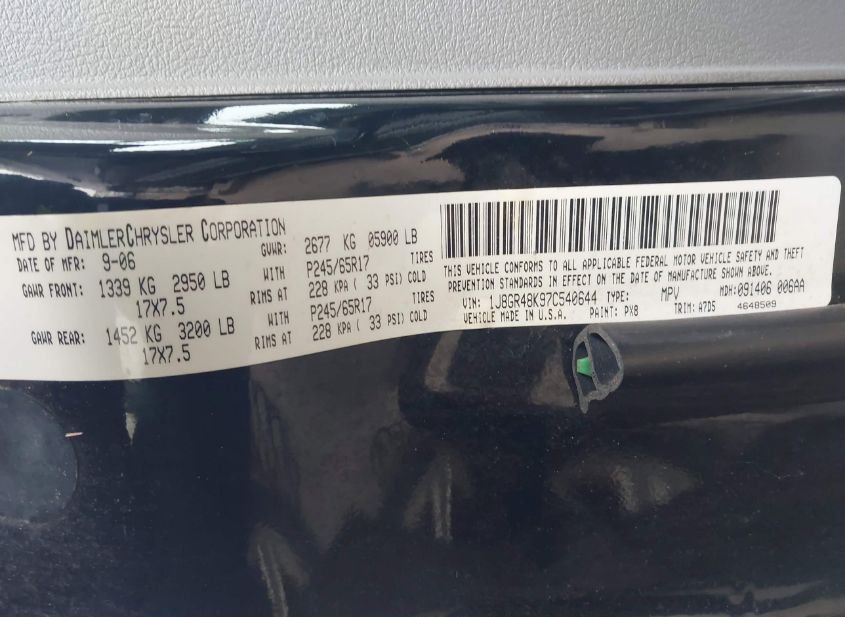 MFD BY DAIMLERCHRYSLER CORPORATION
DATE OF MFR: 9-06 GVWR: 2677 KG 05900 LB
GAWR FRONT: 1339 KG 2950 LB WITH P245/65R17 TIRES
17X7.5 RIMS AT 228 KPA ( 33 PSI) COLD
GAWR REAR: 1452 KG 3200 LB WITH P245/65R17 TIRES
17X7.5 RIMS AT 228 KPA ( 33 PSI) COLD
THIS VEHICLE CONFORMS TO ALL APPLICABLE FEDERAL MOTOR VEHICLE SAFETY AND THEFT
PREVENTION STANDARDS IN EFFECT ON THE DATE OF MANUFACTURE SHOWN ABOVE.
VIN: 1J8GR48K97C540644 TYPE: MPV MDH:091406 006AA
VEHICLE MADE IN U.S.A. PAINT: PX8 TRIM: A7D5 4648509